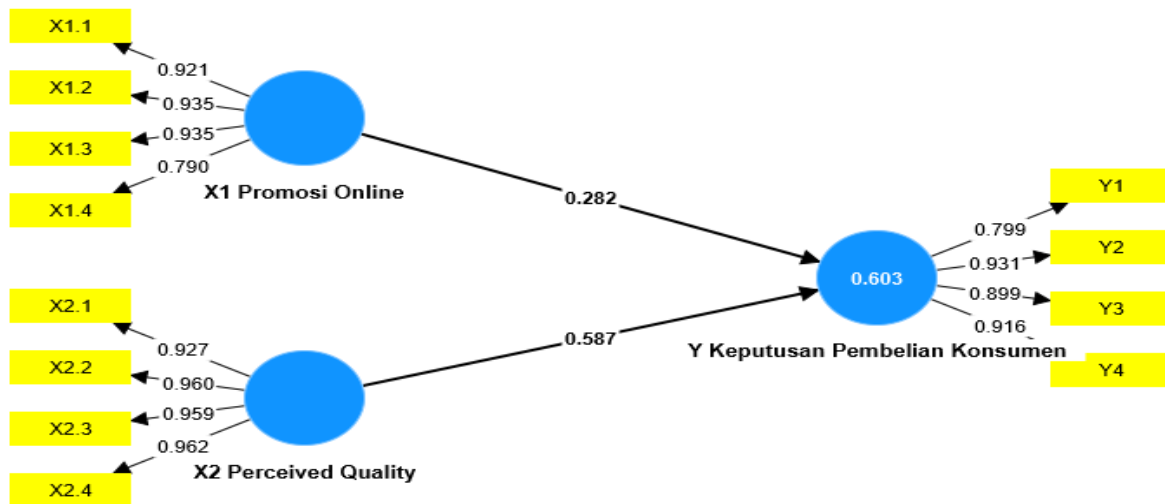 X1.1
0.921
X1.2
0.935
X1.3
0.935
0.790
X1.4
X1 Promosi Online
0.282
Y1
0.799
Y2
0.931
0.603
0.899
Y3
0.916
Y Keputusan Pembelian Konsumen
Y4
X2.1
0.927
X2.2
0.960
X2.3
0.959
0.962
X2.4
X2 Perceived Quality
0.587